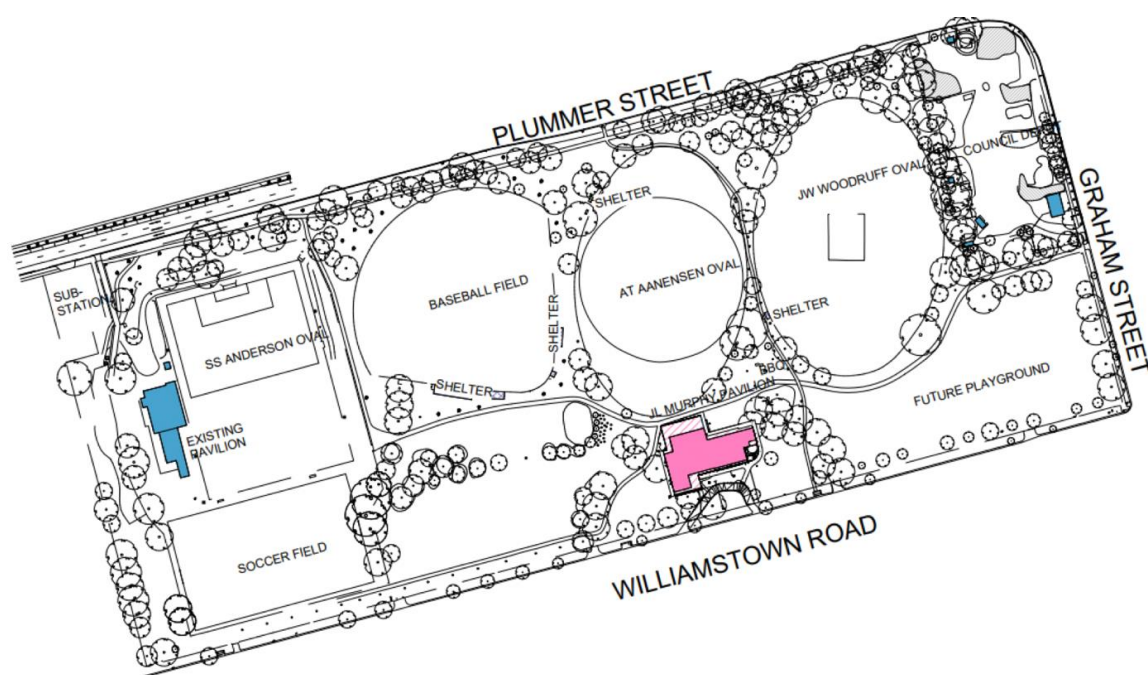 PLUMMER STREET
GRAHAM STREET
WILLIAMSTOWN ROAD
SUB-
STATION
SS ANDERSON OVAL
EXISTING
PAVILION
SOCCER FIELD
BASEBALL FIELD
SHELTER
SHELTER
SHELTER
AT AANENSEN OVAL
JW WOODRUFF OVAL
COUNCIL
SHELTER
BBQ
JL MURPHY PAVILION
FUTURE PLAYGROUND